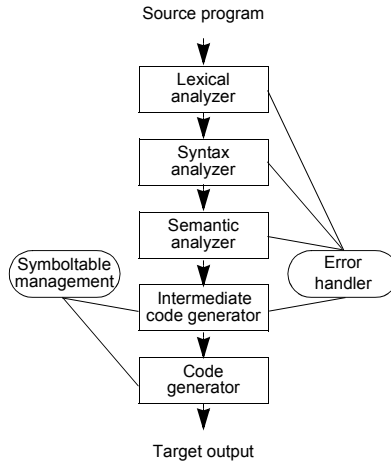 Source program
Lexical
analyzer
Syntax
analyzer
Semantic
analyzer
Symboltable
management
Error
handler
Intermediate
code generator
Code
generator
Target output